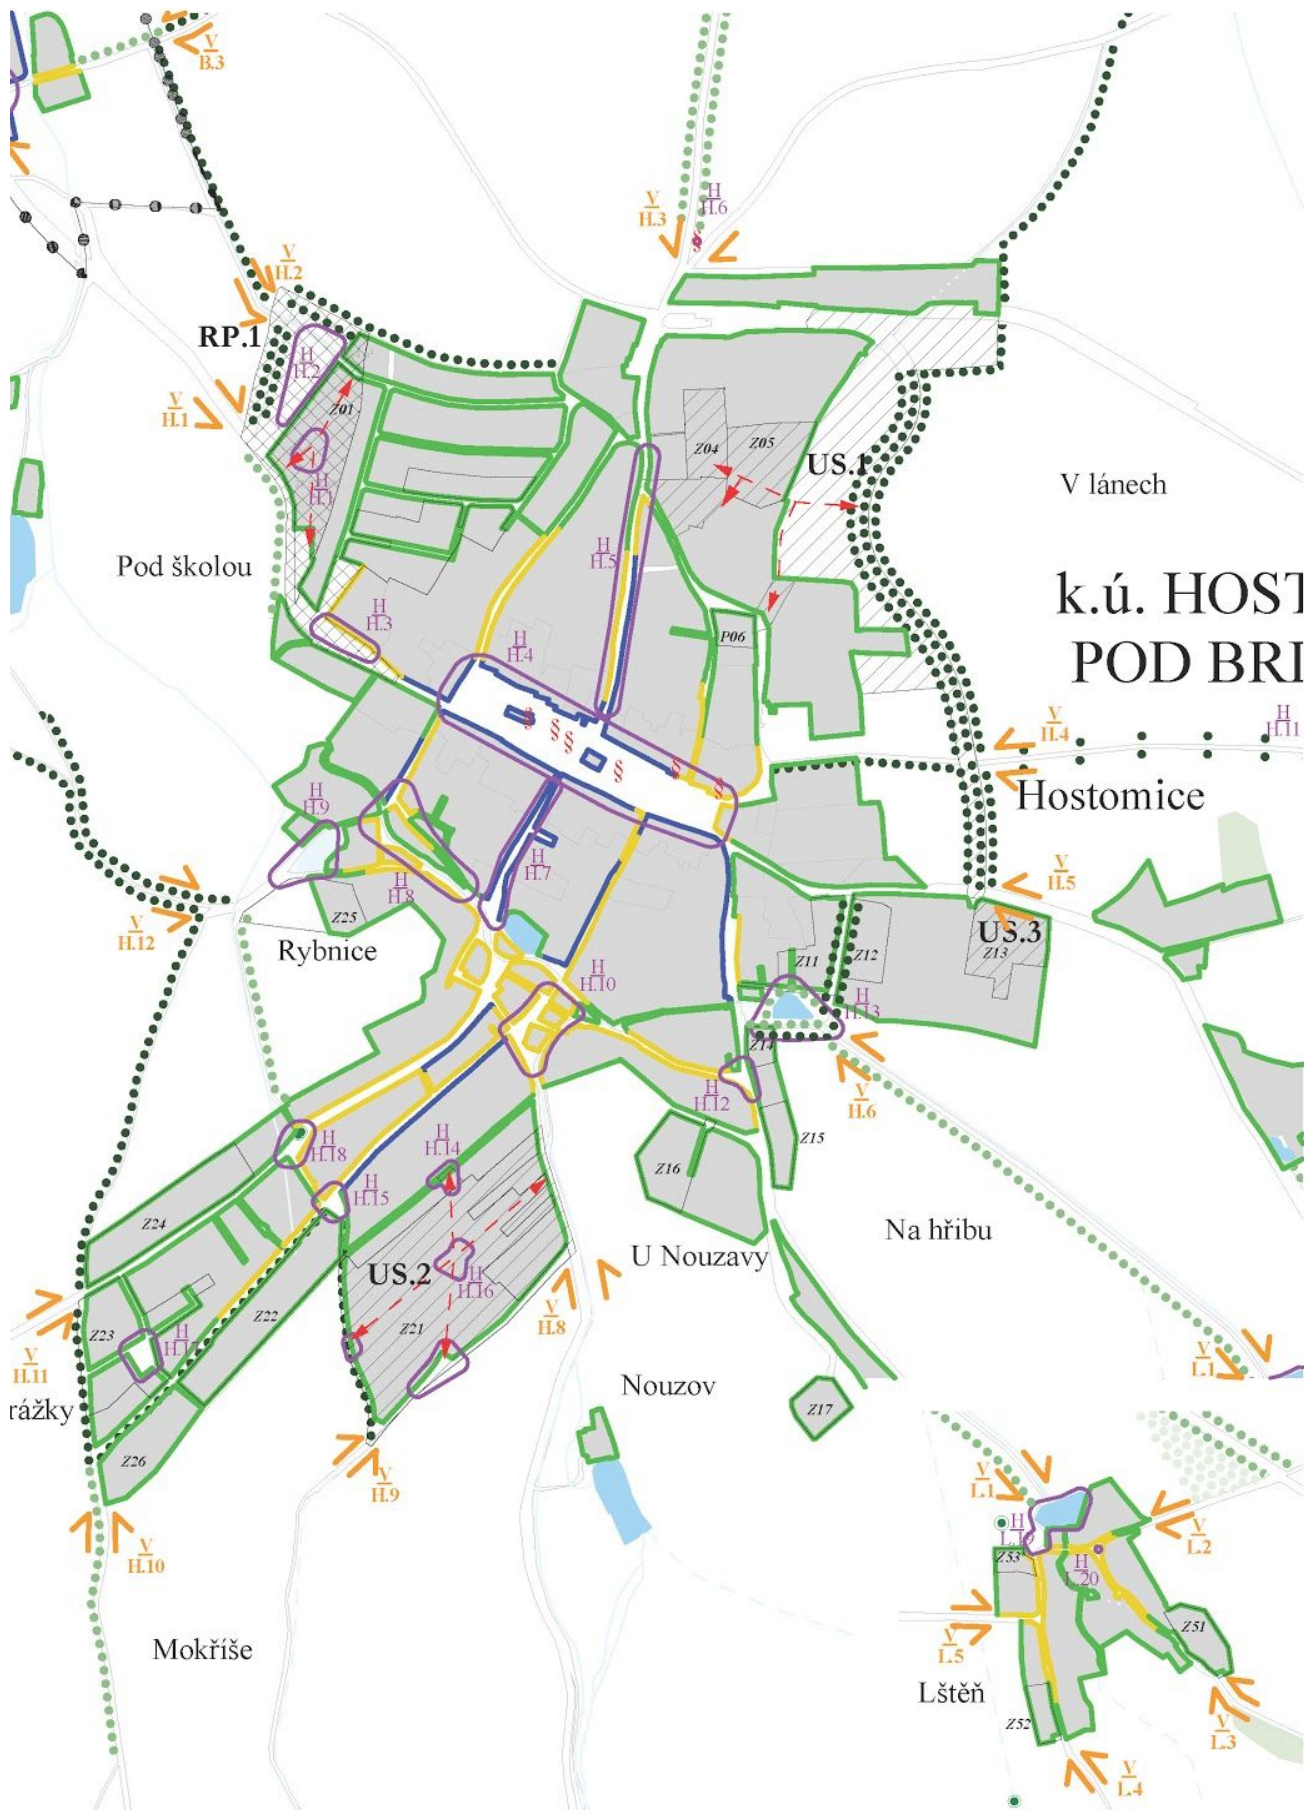 V
B.3
V
H.3
H
H.6
V
H.2
RP.1
H
H.2
V
H.1
Z01
H
H.1
Z04
Z05
US.1
V lánech
Pod školou
H
H.5
k.ú. HOST
POD BRI
H
H.3
H
H.4
P06
§
§
§
§
§
§
§
V
H.4
H
H.11
Hostomice
H
H.9
H
H.7
H
H.8
V
H.5
V
H.12
Z25
Rybnice
US.3
Z11
Z12
Z13
H
H.10
H
H.13
Z14
H
H.12
V
H.6
H
H.18
H
H.14
H
H.15
Z15
Z16
Z24
Na hřibu
U Nouzavy
US.2
H
H.16
Z22
Z21
Z23
H
H.17
V
H.8
V
H.11
V
L.1
Nouzov
rážky
Z17
Z26
V
H.9
V
L.1
V
H.10
H
L.19
V
L.2
Z53
H
L.20
V
L.5
Z51
Mokříše
Lštěň
Z52
V
L.3
V
L.4